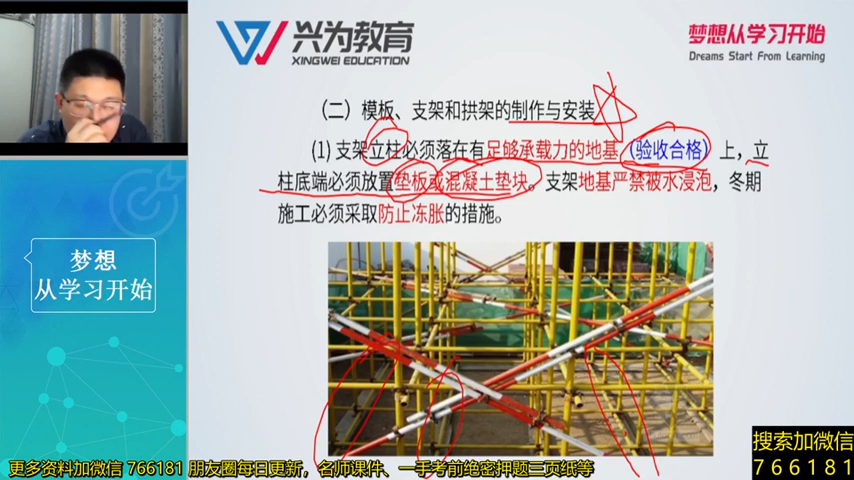 兴为教育
XINGWEI EDUCATION
梦想从学习开始
Dreams Start From Learning
(二）模板、支架和拱架的制作与安装
(1) 支架立柱必须落在有足够承载力的地基（验收合格）上，立
柱底端必须放置垫板或混凝土垫块。支架地基严禁被水浸泡，冬期
施工必须采取防止冻胀的措施。
梦想
从学习开始
搜索加微信
766181
更多资料加微信 766181 朋友圈每日更新，名师课件、一手考前绝密押题三页纸等